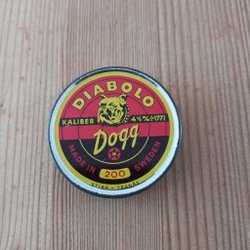 DIABOLO
KALIBER 4½ ᵐ/ₘ (·177)
Dogg
MADE IN 200 SWEDEN